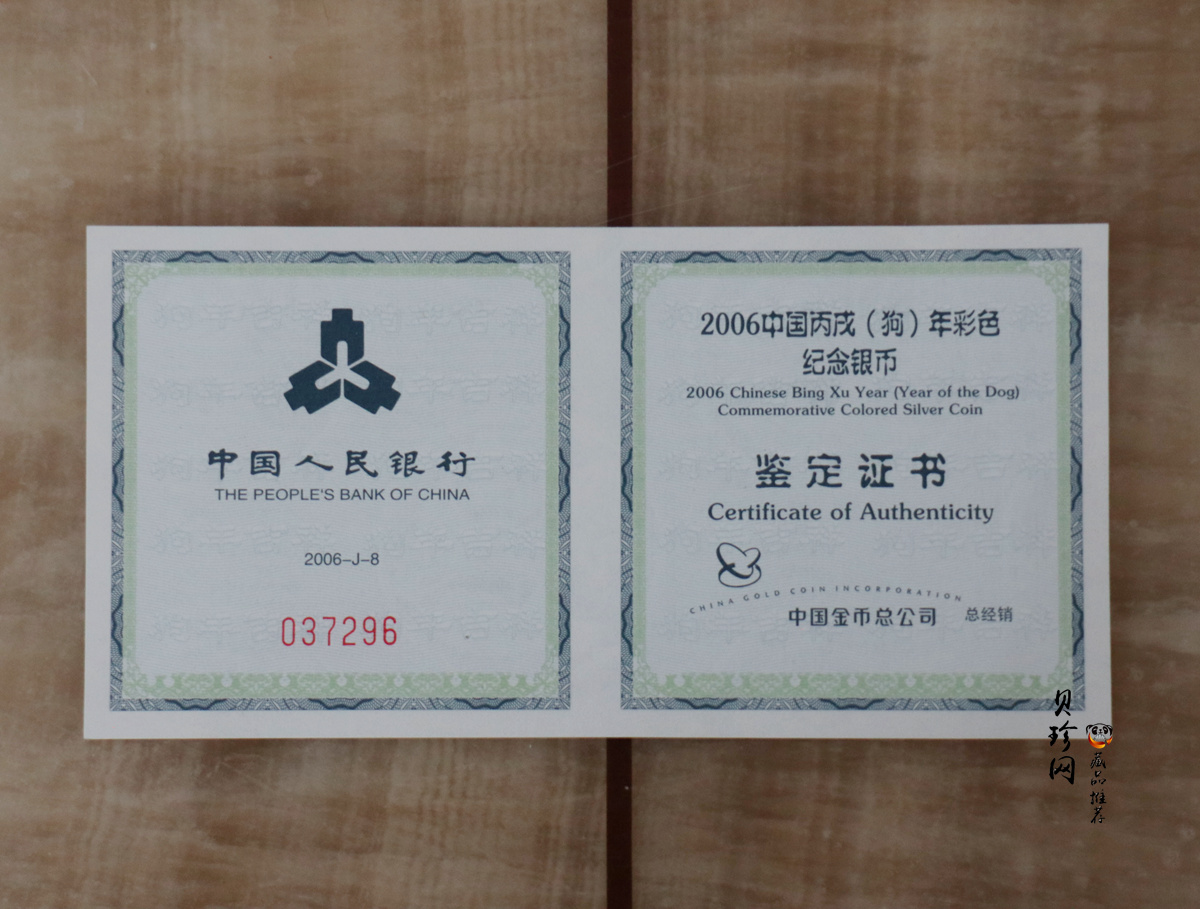 中国人民银行
THE PEOPLE'S BANK OF CHINA
2006-J-8
037296
2006中国丙戌（狗）年彩色
纪念银币
2006 Chinese Bing Xu Year (Year of the Dog)
Commemorative Colored Silver Coin
鉴定证书
Certificate of Authenticity
CHINA GOLD COIN INCORPORATION
中国金币总公司 总经销
贝珍网
藏品推荐